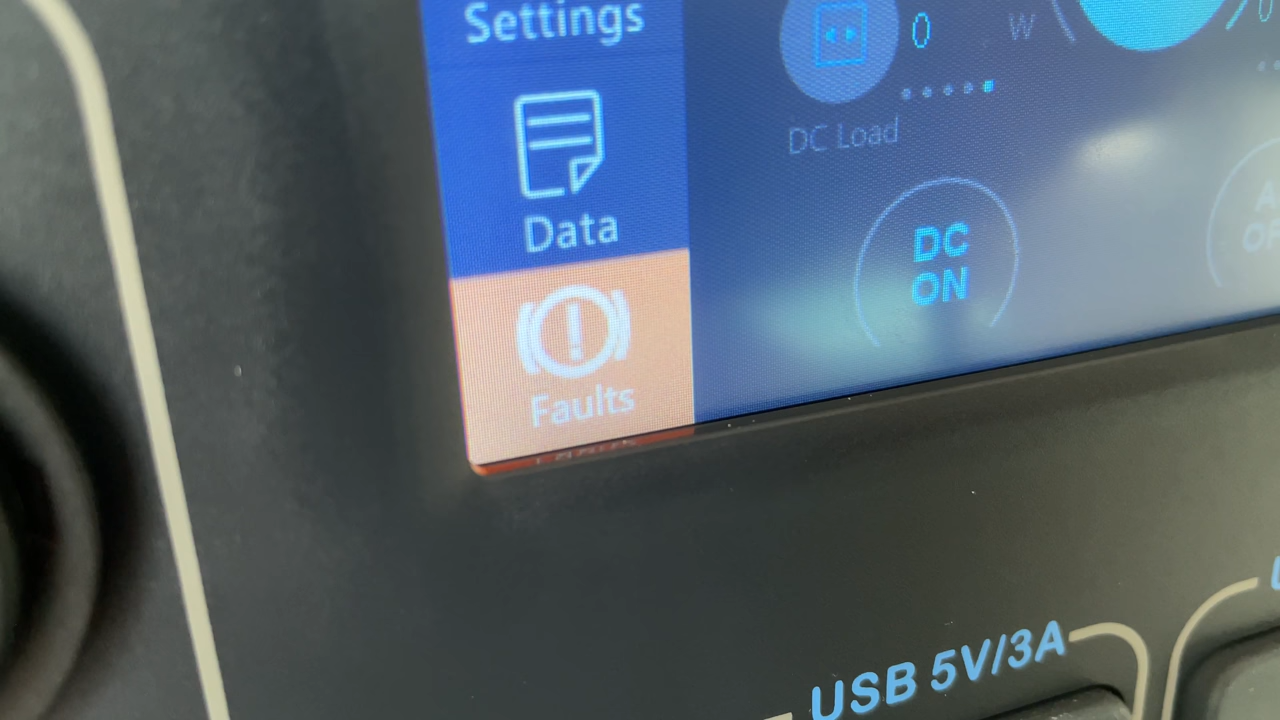 Settings
Data
Faults
0 W
DC Load
DC
ON
USB 5V/3A